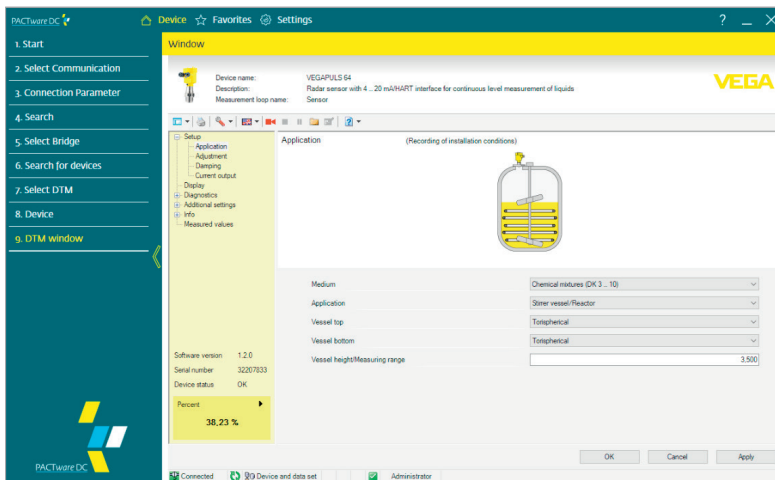 PACTware DC
Device Favorites Settings ? _ X
1. Start
2. Select Communication
3. Connection Parameter
4. Search
5. Select Bridge
6. Search for devices
7. Select DTM
8. Device
9. DTM window
PACTware DC
Window
Device name: VEGAPULS 64
Description: Radar sensor with 4 .. 20 mA/HART interface for continuous level measurement of liquids
Measurement loop name: Sensor
VEGA
Setup
Application
Adjustment
Damping
Current output
Display
Diagnostics
Additional settings
Info
Measured values
Software version 1.2.0
Serial number 32207833
Device status OK
Percent
38,23 %
Application (Recording of installation conditions)
Medium Chemical mixtures (DK 3 .. 10)
Application Stirrer vessel/Reactor
Vessel top Torispherical
Vessel bottom Torispherical
Vessel height/Measuring range 3,500
OK Cancel Apply
Connected Device and data set Administrator